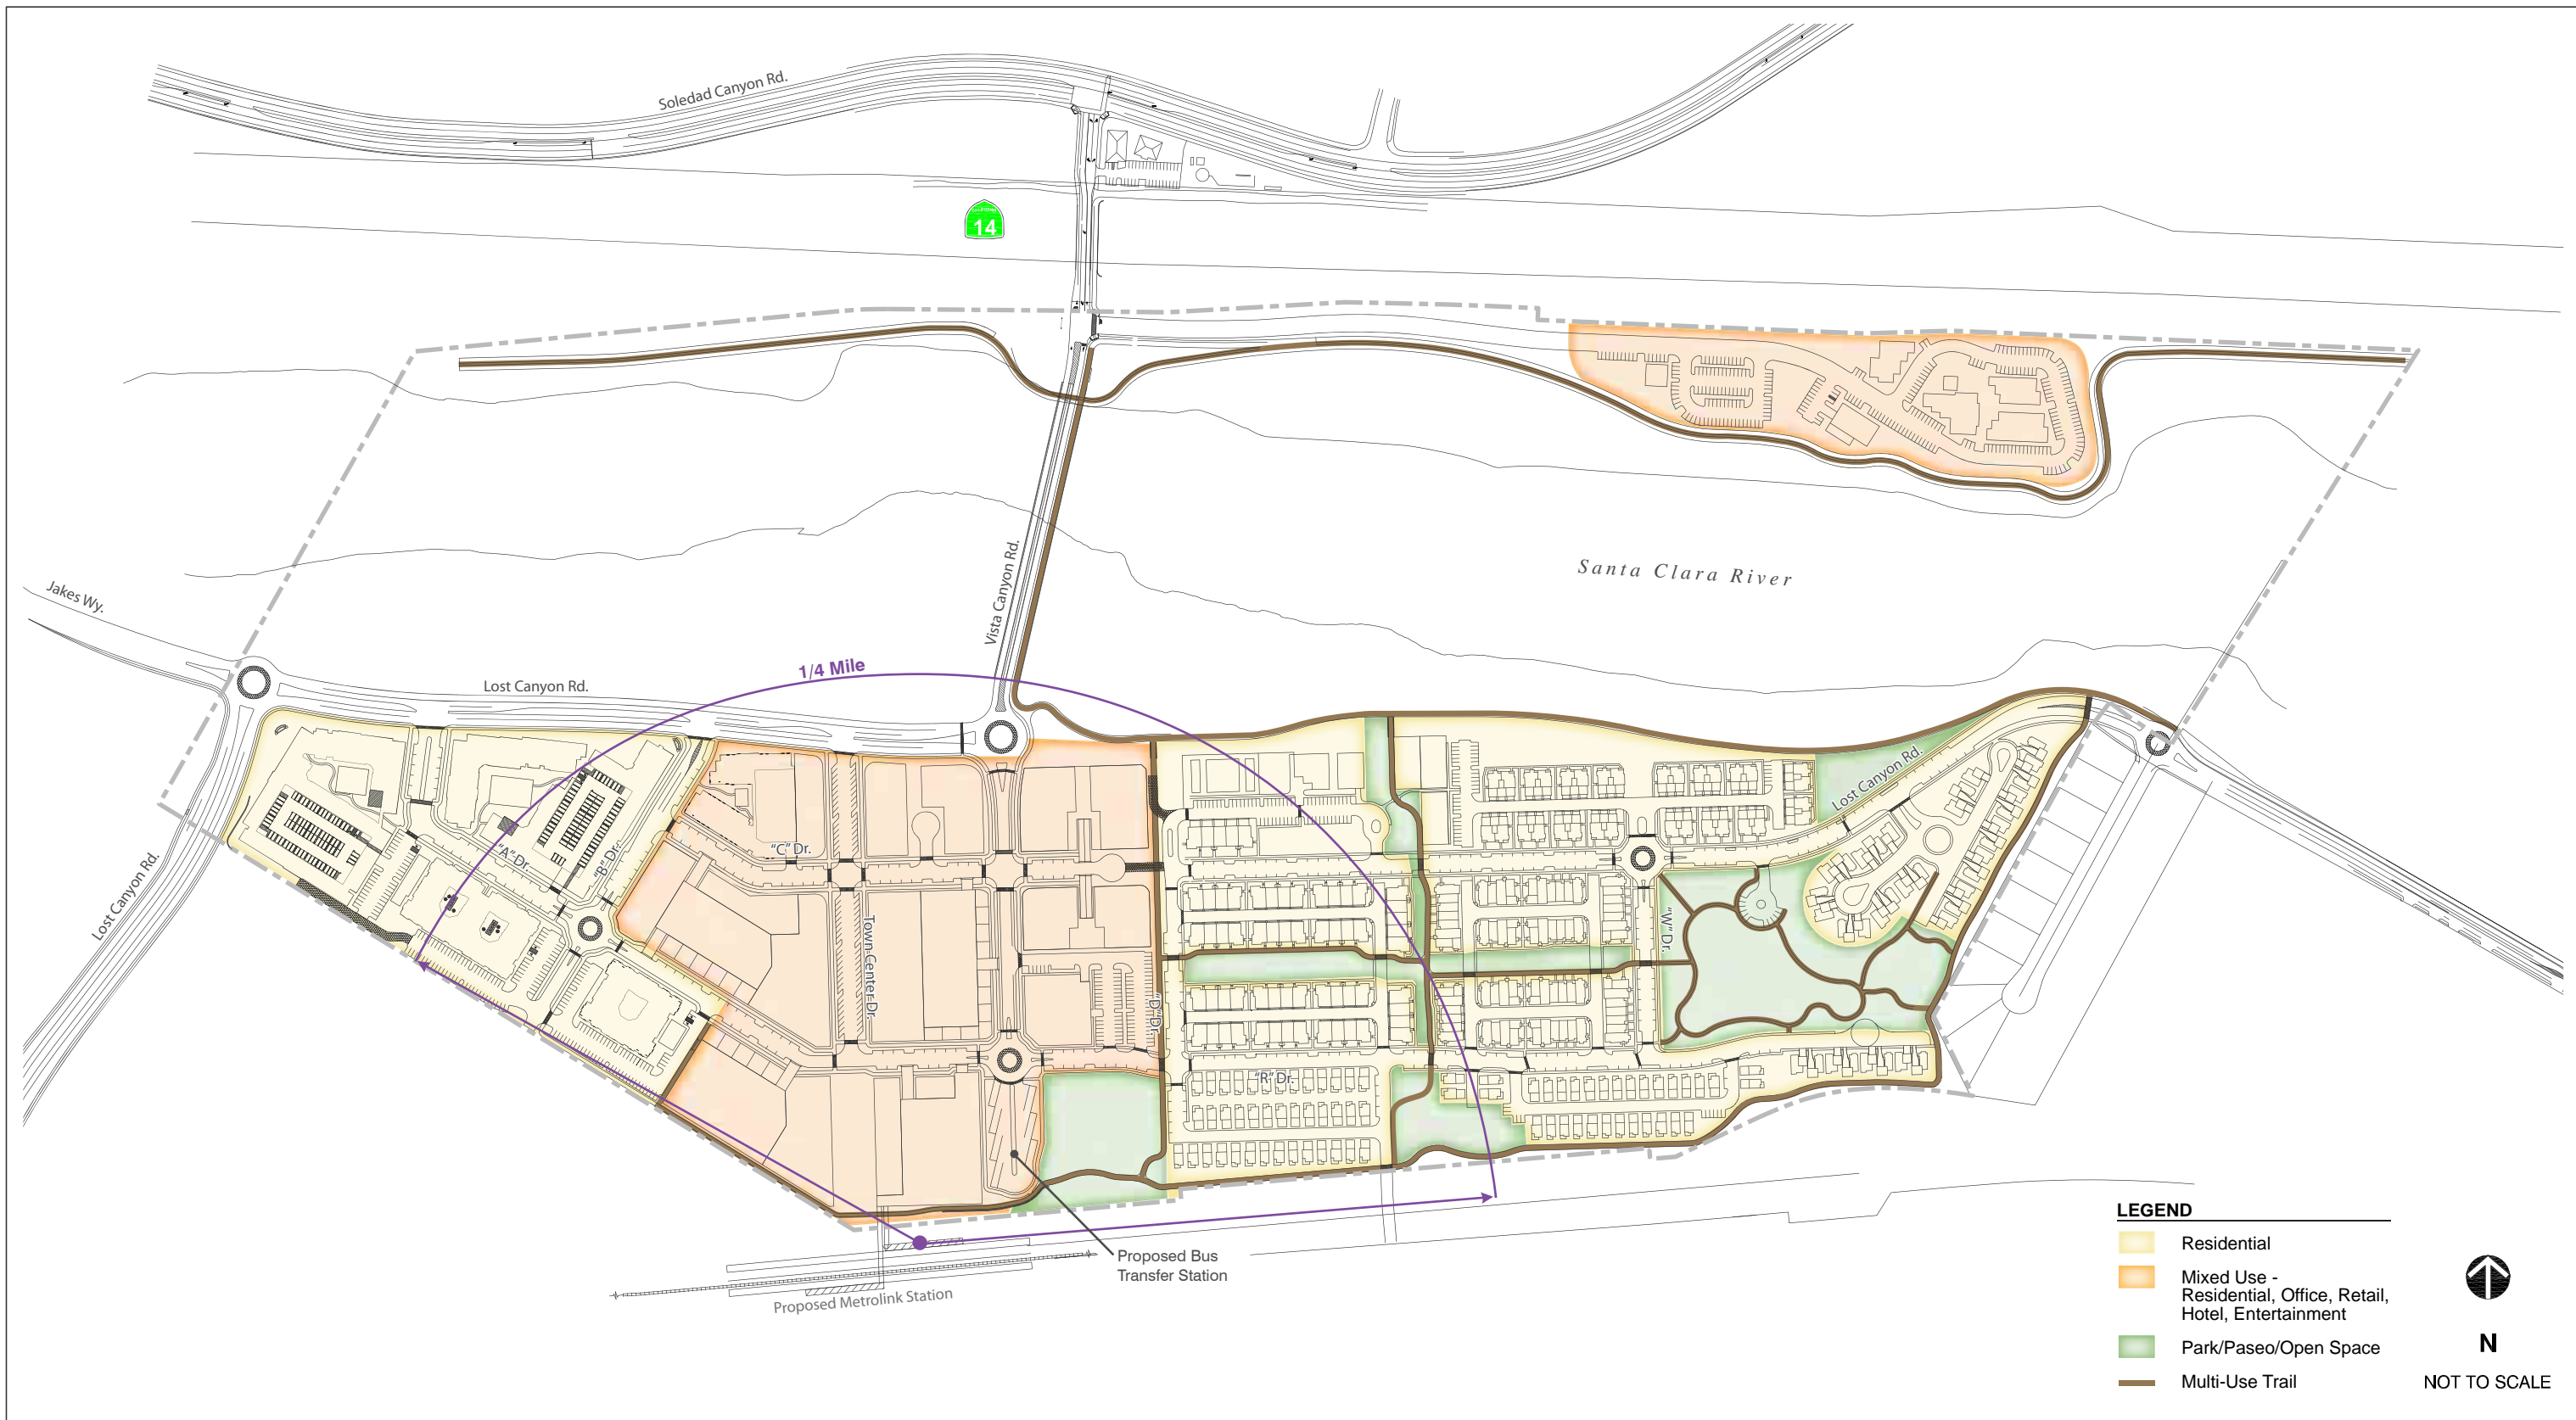 Soledad Canyon Rd.
14
Santa Clara River
Vista Canyon Rd.
Jakes Wy.
1/4 Mile
Lost Canyon Rd.
Lost Canyon Rd.
Lost Canyon Rd.
"A" Dr.
"B" Dr.
"C" Dr.
Town Center Dr.
"D" Dr.
"W" Dr.
"R" Dr.
Proposed Bus
Transfer Station
Proposed Metrolink Station
LEGEND
Residential
Mixed Use -
Residential, Office, Retail,
Hotel, Entertainment
Park/Paseo/Open Space
Multi-Use Trail
N
NOT TO SCALE